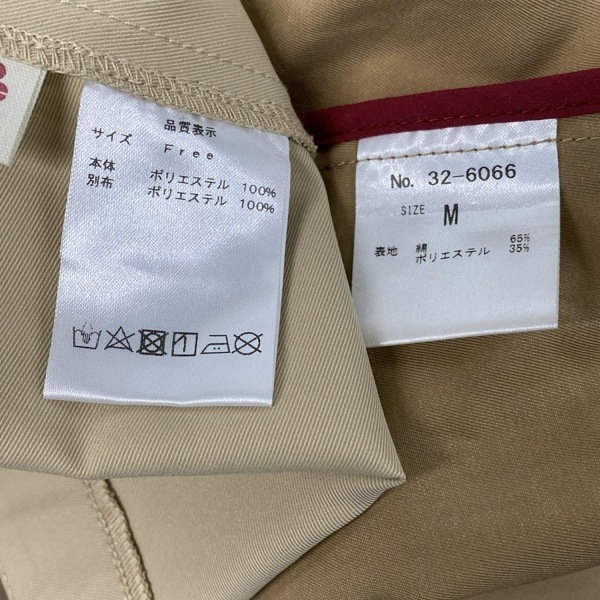 品質表示
サイズ Free
本体 ポリエステル 100%
別布 ポリエステル 100%
No. 32-6066
SIZE M
表地 綿 65%
ポリエステル 35%